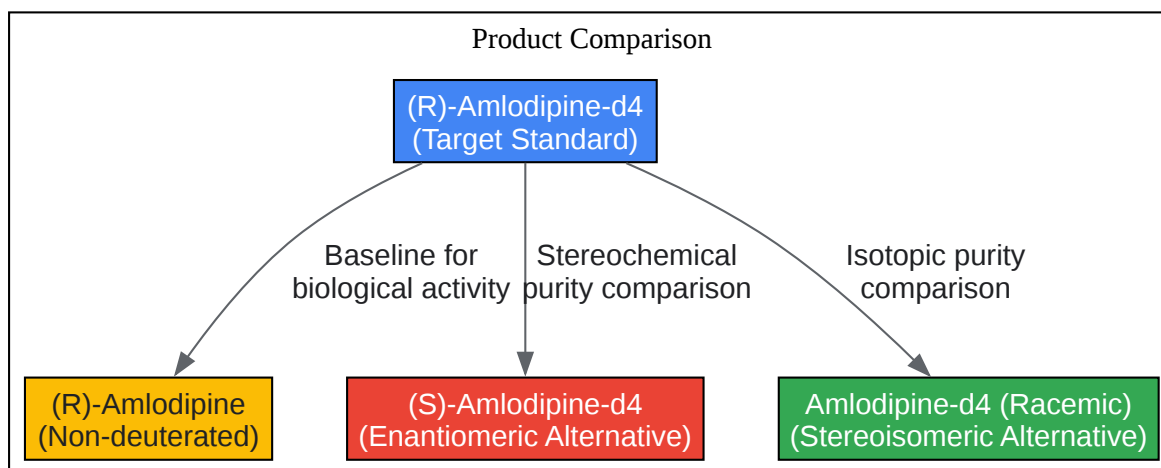 Product Comparison
(R)-Amlodipine-d4
(Target Standard)
Baseline for
biological activity
Stereochemical
purity comparison
Isotopic purity
comparison
(R)-Amlodipine
(Non-deuterated)
(S)-Amlodipine-d4
(Enantiomeric Alternative)
Amlodipine-d4 (Racemic)
(Stereoisomeric Alternative)